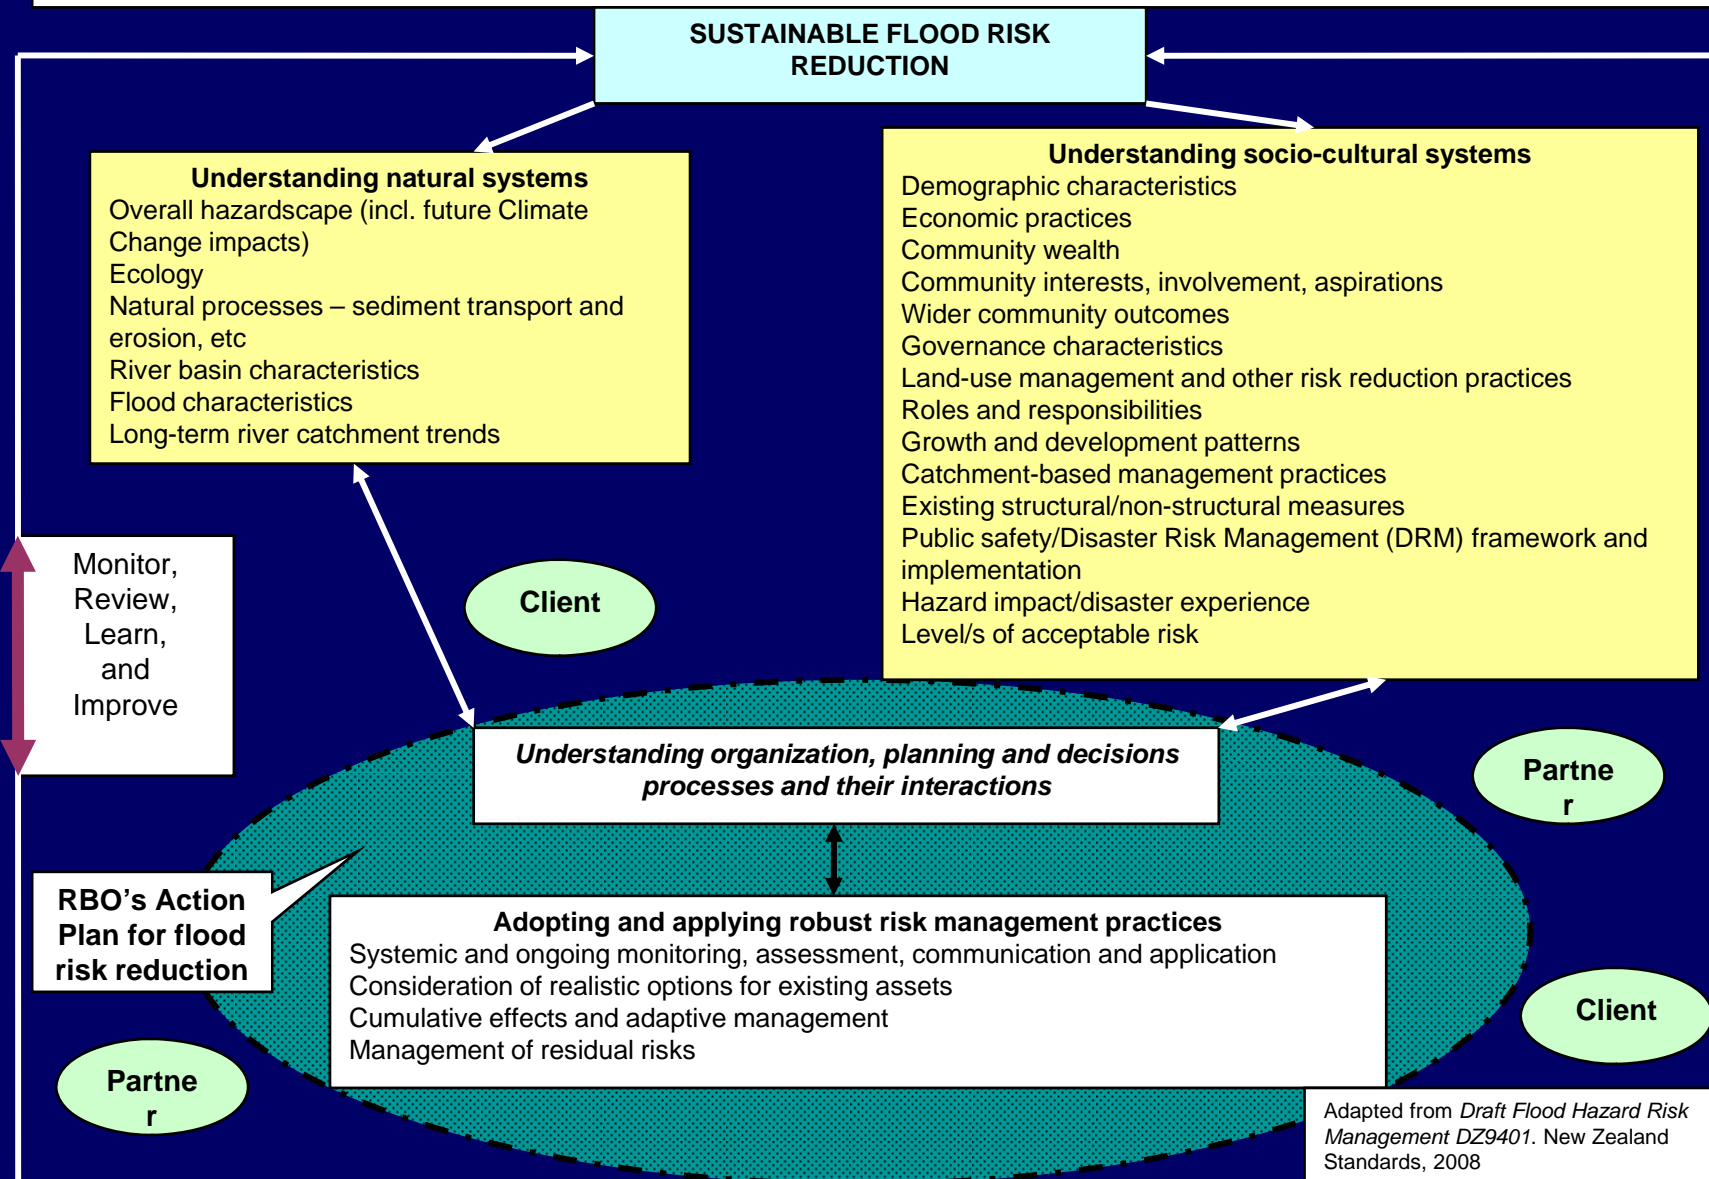 SUSTAINABLE FLOOD RISK
REDUCTION
Understanding natural systems
Overall hazardscape (incl. future Climate
Change impacts)
Ecology
Natural processes – sediment transport and
erosion, etc
River basin characteristics
Flood characteristics
Long-term river catchment trends
Understanding socio-cultural systems
Demographic characteristics
Economic practices
Community wealth
Community interests, involvement, aspirations
Wider community outcomes
Governance characteristics
Land-use management and other risk reduction practices
Roles and responsibilities
Growth and development patterns
Catchment-based management practices
Existing structural/non-structural measures
Public safety/Disaster Risk Management (DRM) framework and
implementation
Hazard impact/disaster experience
Level/s of acceptable risk
Monitor,
Review,
Learn,
and
Improve
Client
Understanding organization, planning and decisions
processes and their interactions
Partne
r
RBO’s Action
Plan for flood
risk reduction
Adopting and applying robust risk management practices
Systemic and ongoing monitoring, assessment, communication and application
Consideration of realistic options for existing assets
Cumulative effects and adaptive management
Management of residual risks
Client
Partne
r
Adapted from Draft Flood Hazard Risk
Management DZ9401. New Zealand
Standards, 2008